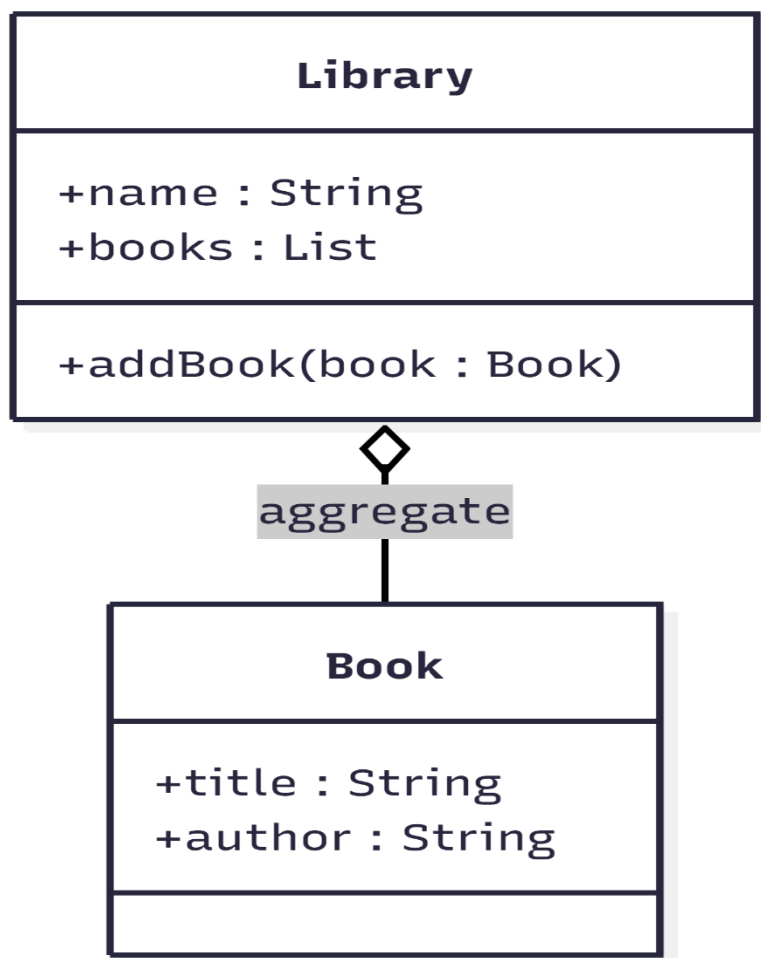 Library
+name : String
+books : List
+addBook(book : Book)
aggregate
Book
+title : String
+author : String